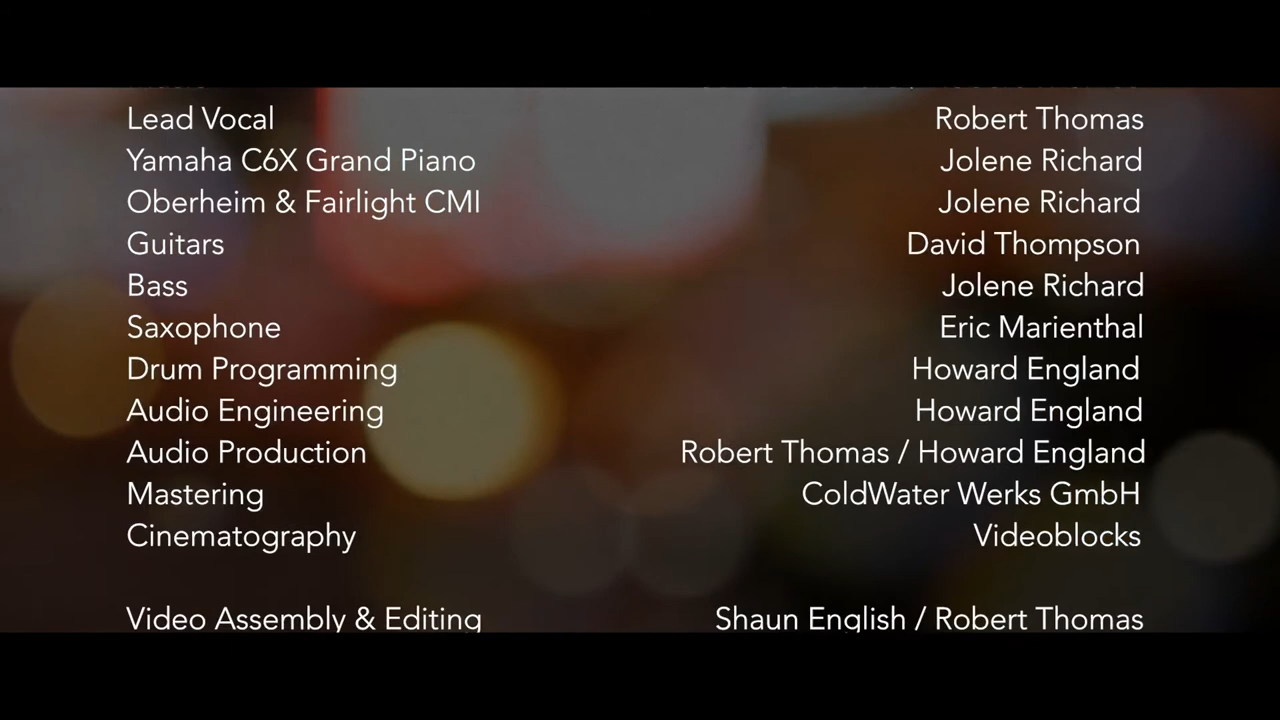 Lead Vocal Robert Thomas
Yamaha C6X Grand Piano Jolene Richard
Oberheim & Fairlight CMI Jolene Richard
Guitars David Thompson
Bass Jolene Richard
Saxophone Eric Marienthal
Drum Programming Howard England
Audio Engineering Howard England
Audio Production Robert Thomas / Howard England
Mastering ColdWater Werks GmbH
Cinematography Videoblocks
Video Assembly & Editing Shaun English / Robert Thomas